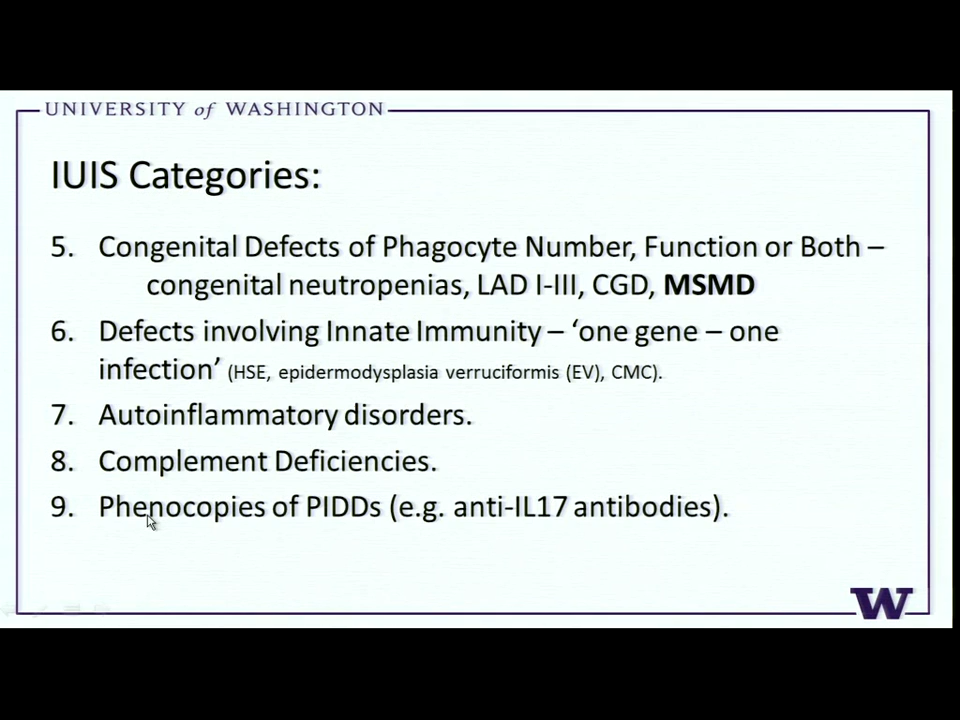 UNIVERSITY of WASHINGTON
IUIS Categories:
5. Congenital Defects of Phagocyte Number, Function or Both –
congenital neutropenias, LAD I-III, CGD, MSMD
6. Defects involving Innate Immunity – ‘one gene – one
infection’ (HSE, epidermodysplasia verruciformis (EV), CMC).
7. Autoinflammatory disorders.
8. Complement Deficiencies.
9. Phenocopies of PIDDs (e.g. anti-IL17 antibodies).
W